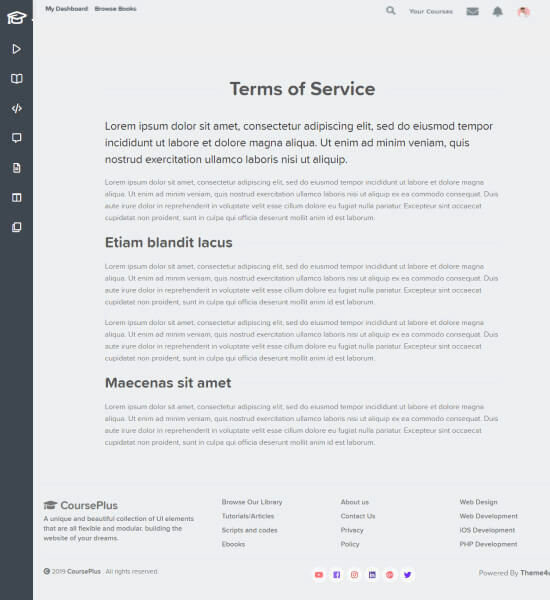 My Dashboard Browse Books
Your Courses
Terms of Service
Lorem ipsum dolor sit amet, consectetur adipiscing elit, sed do eiusmod tempor
incididunt ut labore et dolore magna aliqua. Ut enim ad minim veniam, quis
nostrud exercitation ullamco laboris nisi ut aliquip.
Lorem ipsum dolor sit amet, consectetur adipiscing elit, sed do eiusmod tempor incididunt ut labore et dolore magna
aliqua. Ut enim ad minim veniam, quis nostrud exercitation ullamco laboris nisi ut aliquip ex ea commodo consequat. Duis
aute irure dolor in reprehenderit in voluptate velit esse cillum dolore eu fugiat nulla pariatur. Excepteur sint occaecat
cupidatat non proident, sunt in culpa qui officia deserunt mollit anim id est laborum.
Etiam blandit lacus
Lorem ipsum dolor sit amet, consectetur adipiscing elit, sed do eiusmod tempor incididunt ut labore et dolore magna
aliqua. Ut enim ad minim veniam, quis nostrud exercitation ullamco laboris nisi ut aliquip ex ea commodo consequat. Duis
aute irure dolor in reprehenderit in voluptate velit esse cillum dolore eu fugiat nulla pariatur. Excepteur sint occaecat
cupidatat non proident, sunt in culpa qui officia deserunt mollit anim id est laborum.
Lorem ipsum dolor sit amet, consectetur adipiscing elit, sed do eiusmod tempor incididunt ut labore et dolore magna
aliqua. Ut enim ad minim veniam, quis nostrud exercitation ullamco laboris nisi ut aliquip ex ea commodo consequat. Duis
aute irure dolor in reprehenderit in voluptate velit esse cillum dolore eu fugiat nulla pariatur. Excepteur sint occaecat
cupidatat non proident, sunt in culpa qui officia deserunt mollit anim id est laborum.
Maecenas sit amet
Lorem ipsum dolor sit amet, consectetur adipiscing elit, sed do eiusmod tempor incididunt ut labore et dolore magna
aliqua. Ut enim ad minim veniam, quis nostrud exercitation ullamco laboris nisi ut aliquip ex ea commodo consequat. Duis
aute irure dolor in reprehenderit in voluptate velit esse cillum dolore eu fugiat nulla pariatur. Excepteur sint occaecat
cupidatat non proident, sunt in culpa qui officia deserunt mollit anim id est laborum.
CoursePlus
A unique and beautiful collection of UI elements
that are all flexible and modular. building the
website of your dreams.
Browse Our Library
Tutorials/Articles
Scripts and codes
Ebooks
About us
Contact Us
Privacy
Policy
Web Design
Web Development
iOS Development
PHP Development
© 2019 CoursePlus. All rights reserved.
Powered By Theme4u